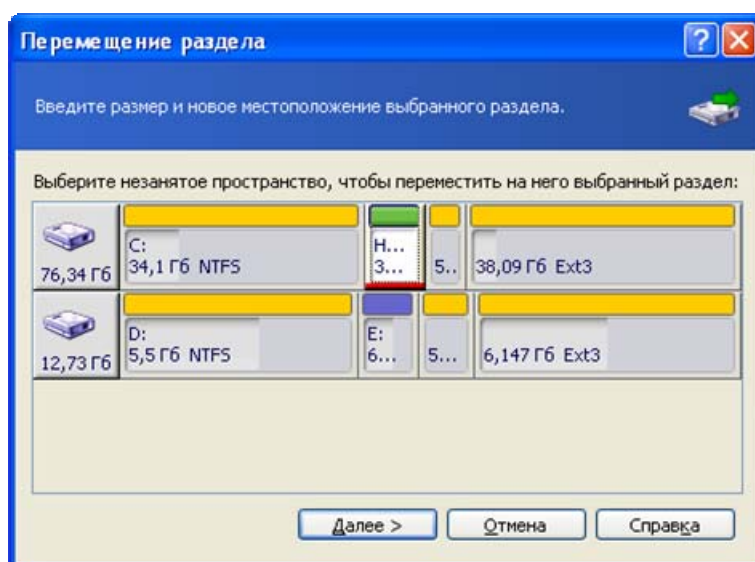 Перемещение раздела
Введите размер и новое местоположение выбранного раздела.
Выберите незанятое пространство, чтобы переместить на него выбранный раздел:
76,34 Гб
C:
34,1 Гб NTFS
Н...
3...
5..
38,09 Гб Ext3
12,73 Гб
D:
5,5 Гб NTFS
E:
6...
5...
6,147 Гб Ext3
Далее >
Отмена
Справка